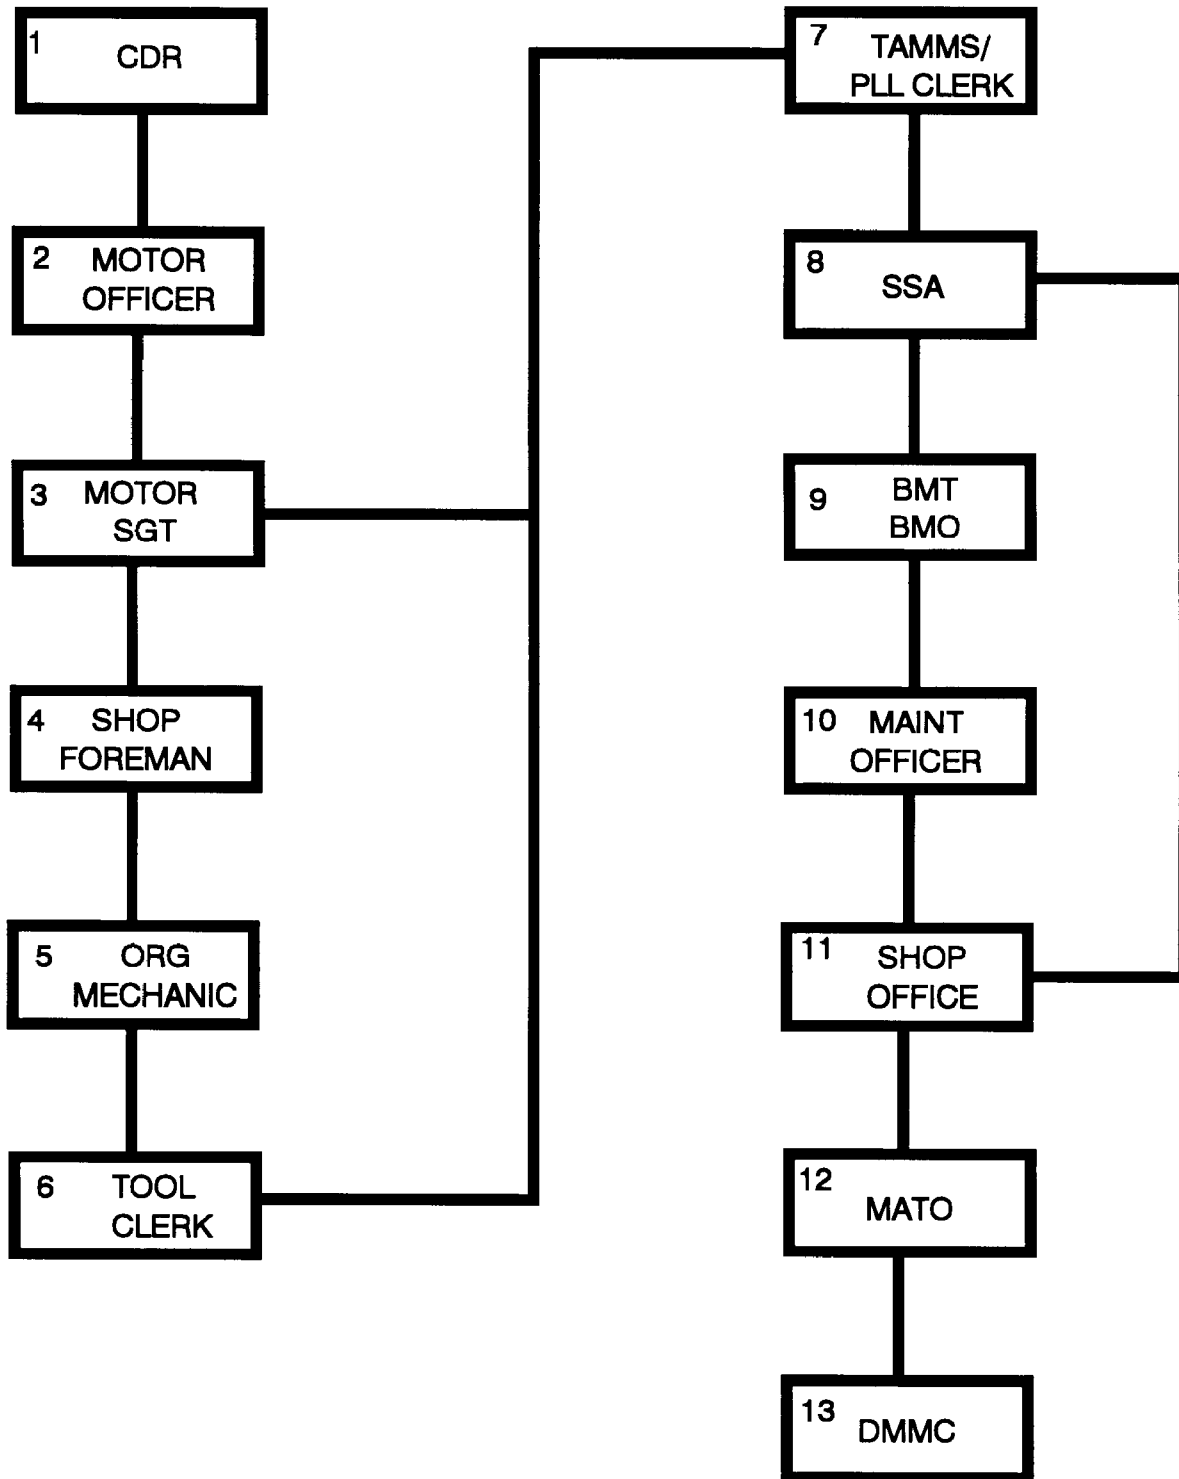 1 CDR
2 MOTOR
OFFICER
3 MOTOR
SGT
4 SHOP
FOREMAN
5 ORG
MECHANIC
6 TOOL
CLERK
7 TAMMS/
PLL CLERK
8 SSA
9 BMT
BMO
10 MAINT
OFFICER
11 SHOP
OFFICE
12 MATO
13 DMMC